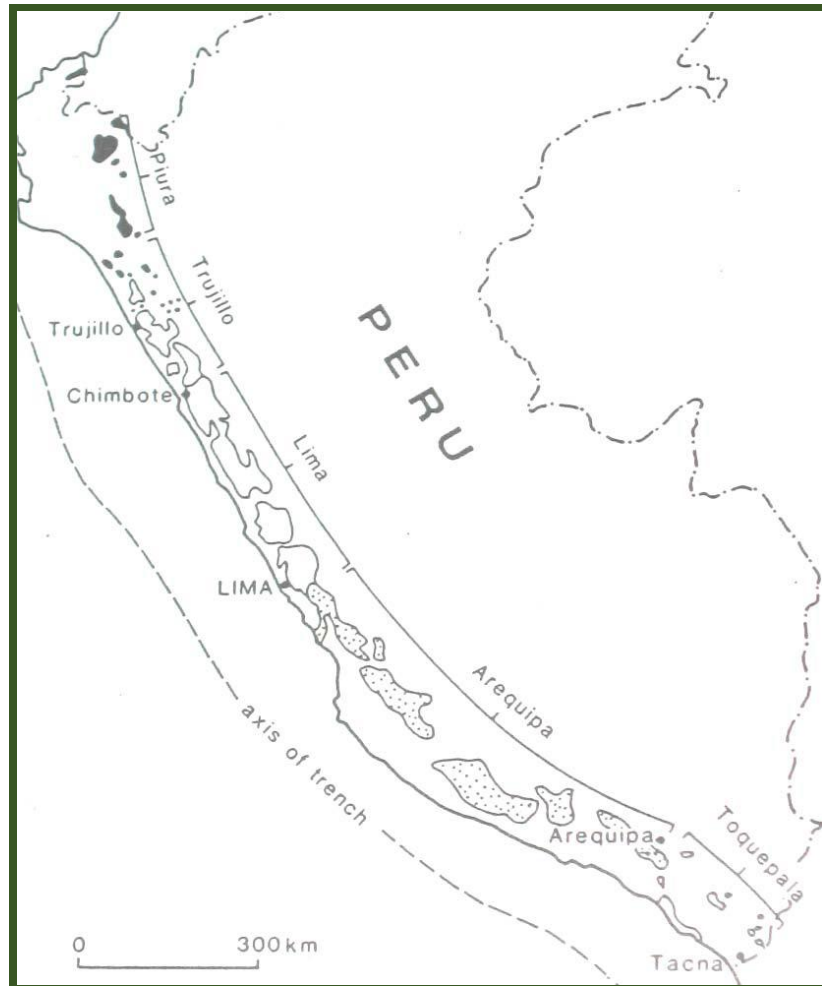 Piura
Trujillo
Trujillo
Chimbote
Lima
PERU
LIMA
Arequipa
axis of trench
Arequipa
Toquepala
Tacna
0 300 km